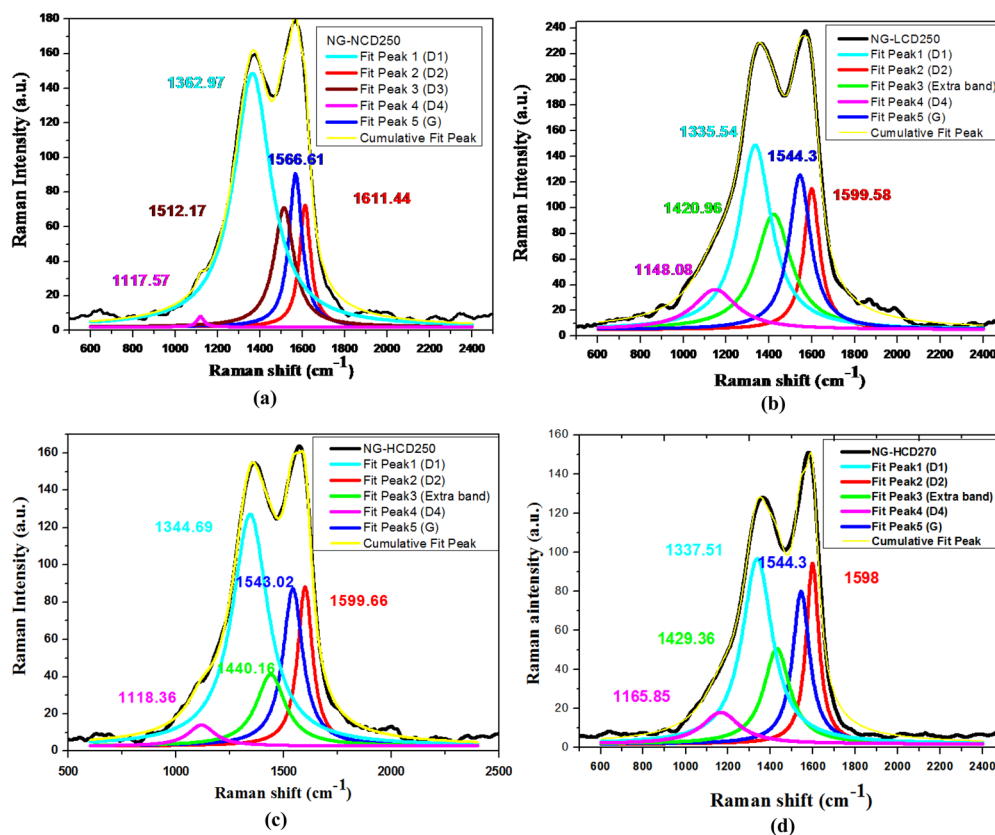 NG-NCD250
Fit Peak 1 (D1)
Fit Peak 2 (D2)
Fit Peak 3 (D3)
Fit Peak 4 (D4)
Fit Peak 5 (G)
Cumulative Fit Peak
1362.97
1566.61
1611.44
1512.17
1117.57
Raman Intensity (a.u.)
180
160
140
120
100
80
60
40
20
0
600 800 1000 1200 1400 1600 1800 2000 2200 2400
Raman shift (cm-1)
(a)
NG-LCD250
Fit Peak1 (D1)
Fit Peak2 (D2)
Fit Peak3 (Extra band)
Fit Peak4 (D4)
Fit Peak5 (G)
Cumulative Fit Peak
1335.54
1544.3
1599.58
1420.96
1148.08
Raman Intensity (a.u.)
240
220
200
180
160
140
120
100
80
60
40
20
0
600 800 1000 1200 1400 1600 1800 2000 2200 2400
Raman shift (cm-1)
(b)
NG-HCD250
Fit Peak1 (D1)
Fit Peak2 (D2)
Fit Peak3 (Extra band)
Fit Peak4 (D4)
Fit Peak5 (G)
Cumulative Fit Peak
1344.69
1543.02
1599.66
1440.16
1118.36
Raman Intensity (a.u.)
160
140
120
100
80
60
40
20
0
500 1000 1500 2000 2500
Raman shift (cm-1)
(c)
NG-HCD270
Fit Peak1 (D1)
Fit Peak2 (D2)
Fit Peak3 (Extra band)
Fit Peak4 (D4)
Fit Peak5 (G)
Cumulative Fit Peak
1337.51
1544.3
1598
1429.36
1165.85
Raman aintensity (a.u.)
160
140
120
100
80
60
40
20
0
600 800 1000 1200 1400 1600 1800 2000 2200 2400
Raman shift (cm-1)
(d)